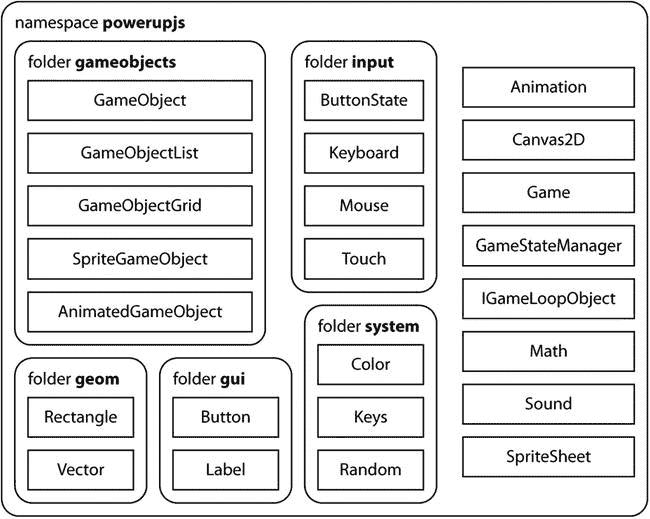 namespace powerupjs
folder gameobjects
GameObject
GameObjectList
GameObjectGrid
SpriteGameObject
AnimatedGameObject
folder input
ButtonState
Keyboard
Mouse
Touch
Animation
Canvas2D
Game
GameStateManager
IGameLoopObject
Math
Sound
SpriteSheet
folder geom
Rectangle
Vector
folder gui
Button
Label
folder system
Color
Keys
Random